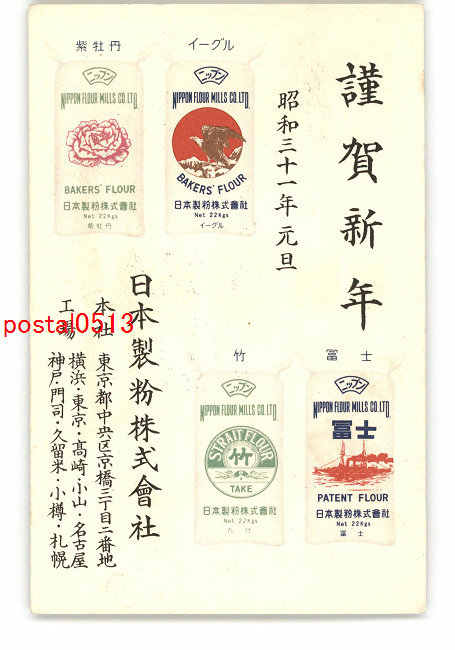 謹賀新年
昭和三十一年元旦
紫牡丹
ニップン
NIPPON FLOUR MILLS CO. LTD.
BAKERS' FLOUR
日本製粉株式會社
Net 22Kgs
紫牡丹
イーグル
ニップン
NIPPON FLOUR MILLS CO. LTD.
BAKERS' FLOUR
日本製粉株式會社
Net 22Kgs
イーグル
竹
ニップン
NIPPON FLOUR MILLS CO. LTD.
STRAIT FLOUR
竹
TAKE
日本製粉株式會社
Net 22Kgs
たけ
冨士
ニップン
NIPPON FLOUR MILLS CO. LTD.
冨士
PATENT FLOUR
日本製粉株式會社
Net 22Kgs
冨士
日本製粉株式會社
本社 東京都中央区京橋三丁目二番地
工場 横浜・東京・高崎・小山・名古屋
神戸・門司・久留米・小樽・札幌
postal0513